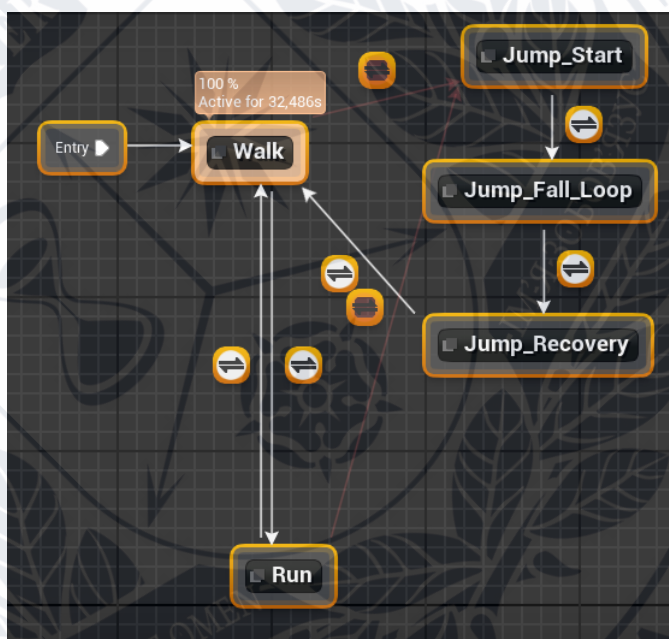 Jump_Start
100 %
Active for 32,486s
Entry
Walk
Jump_Fall_Loop
Jump_Recovery
Run